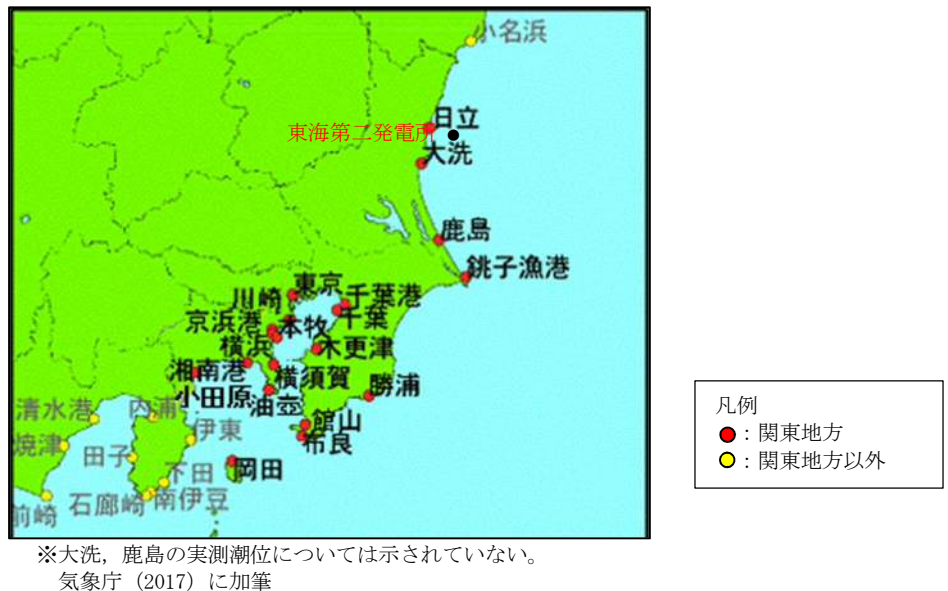 小名浜
日立
東海第二発電所
大洗
鹿島
銚子漁港
東京
川崎
千葉港
京浜港
本牧
千葉
横浜
木更津
湘南港
横須賀
小田原
油壺
勝浦
清水港
内浦
館山
伊東
布良
焼津
田子
岡田
下田
石廊崎
南伊豆
前崎
凡例
：関東地方
：関東地方以外
※大洗，鹿島の実測潮位については示されていない。
気象庁（2017）に加筆